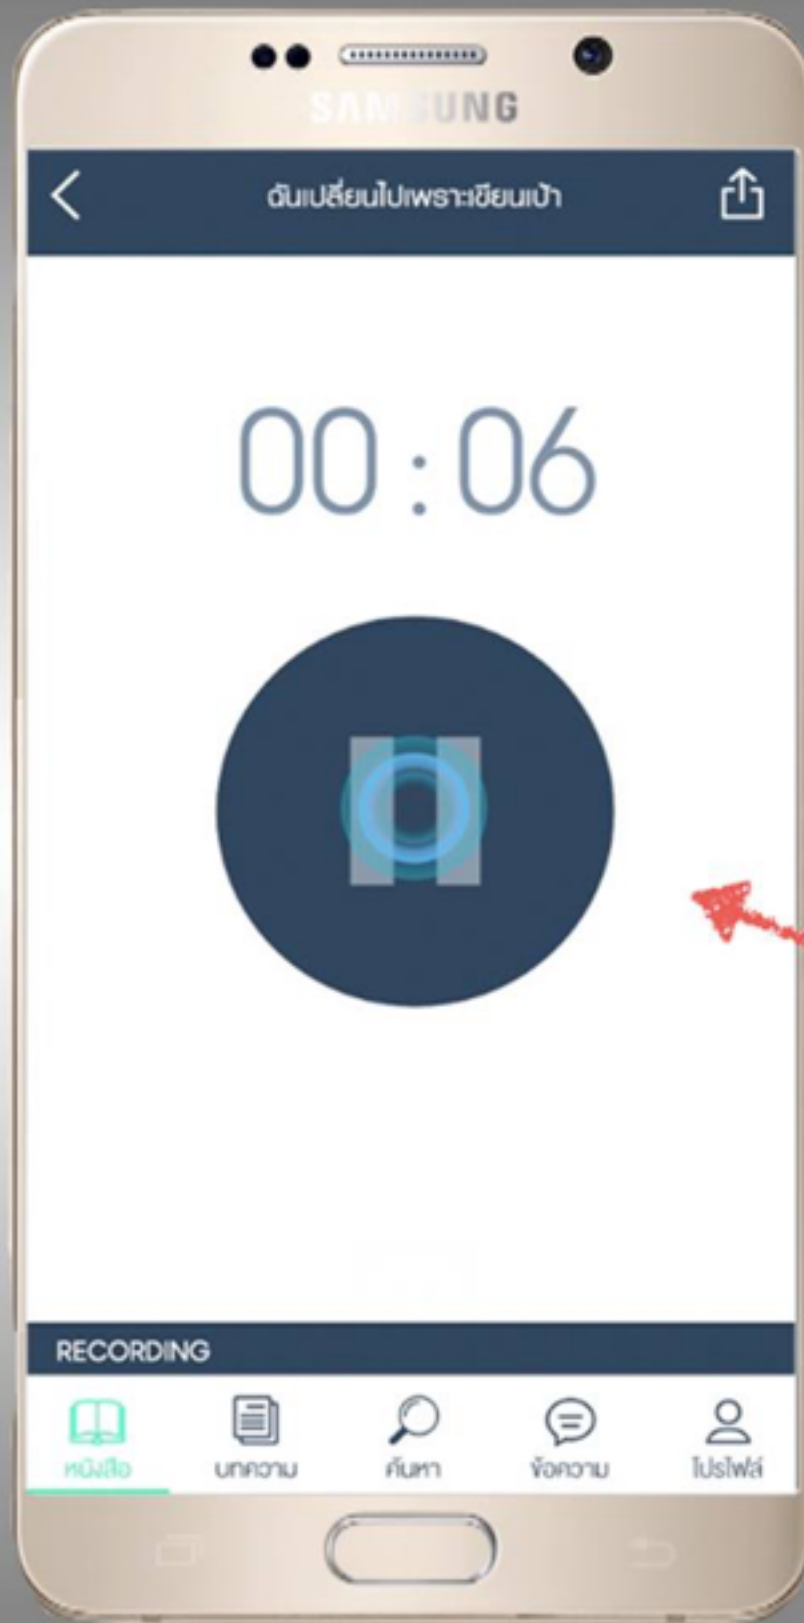 SAMSUNG
ฉันเปลี่ยนไปเพราะเขียนเป้า
00:06
RECORDING
หนังสือ
บทความ
ค้นหา
ข้อความ
โปรไฟล์